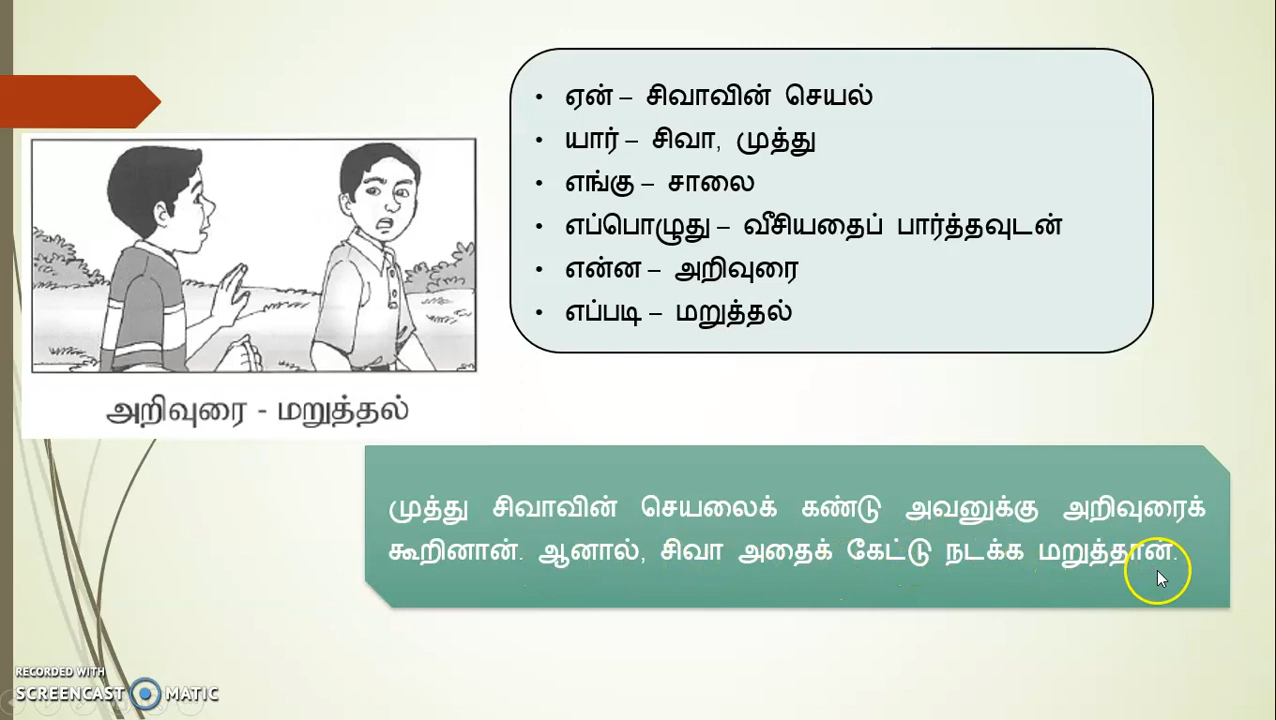 • ஏன் – சிவாவின் செயல்
• யார் – சிவா, முத்து
• எங்கு – சாலை
• எப்பொழுது – வீசியதைப் பார்த்தவுடன்
• என்ன – அறிவுரை
• எப்படி – மறுத்தல்
அறிவுரை - மறுத்தல்
முத்து சிவாவின் செயலைக் கண்டு அவனுக்கு அறிவுரைக்
கூறினான். ஆனால், சிவா அதைக் கேட்டு நடக்க மறுத்தான்.
RECORDED WITH
SCREENCAST MATIC